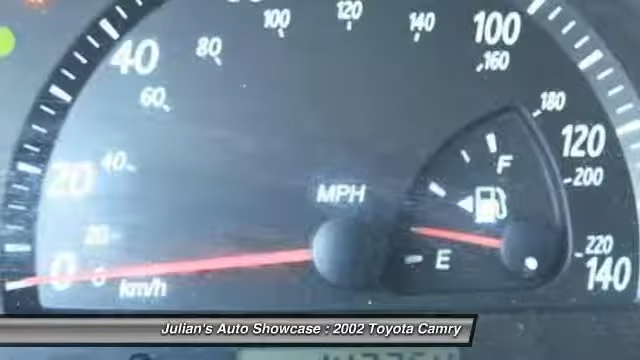 100 120 140 100
40 80 160
60 180
120
40 F 200
20 MPH
20 220
0 0 km/h E 140
Julian's Auto Showcase : 2002 Toyota Camry